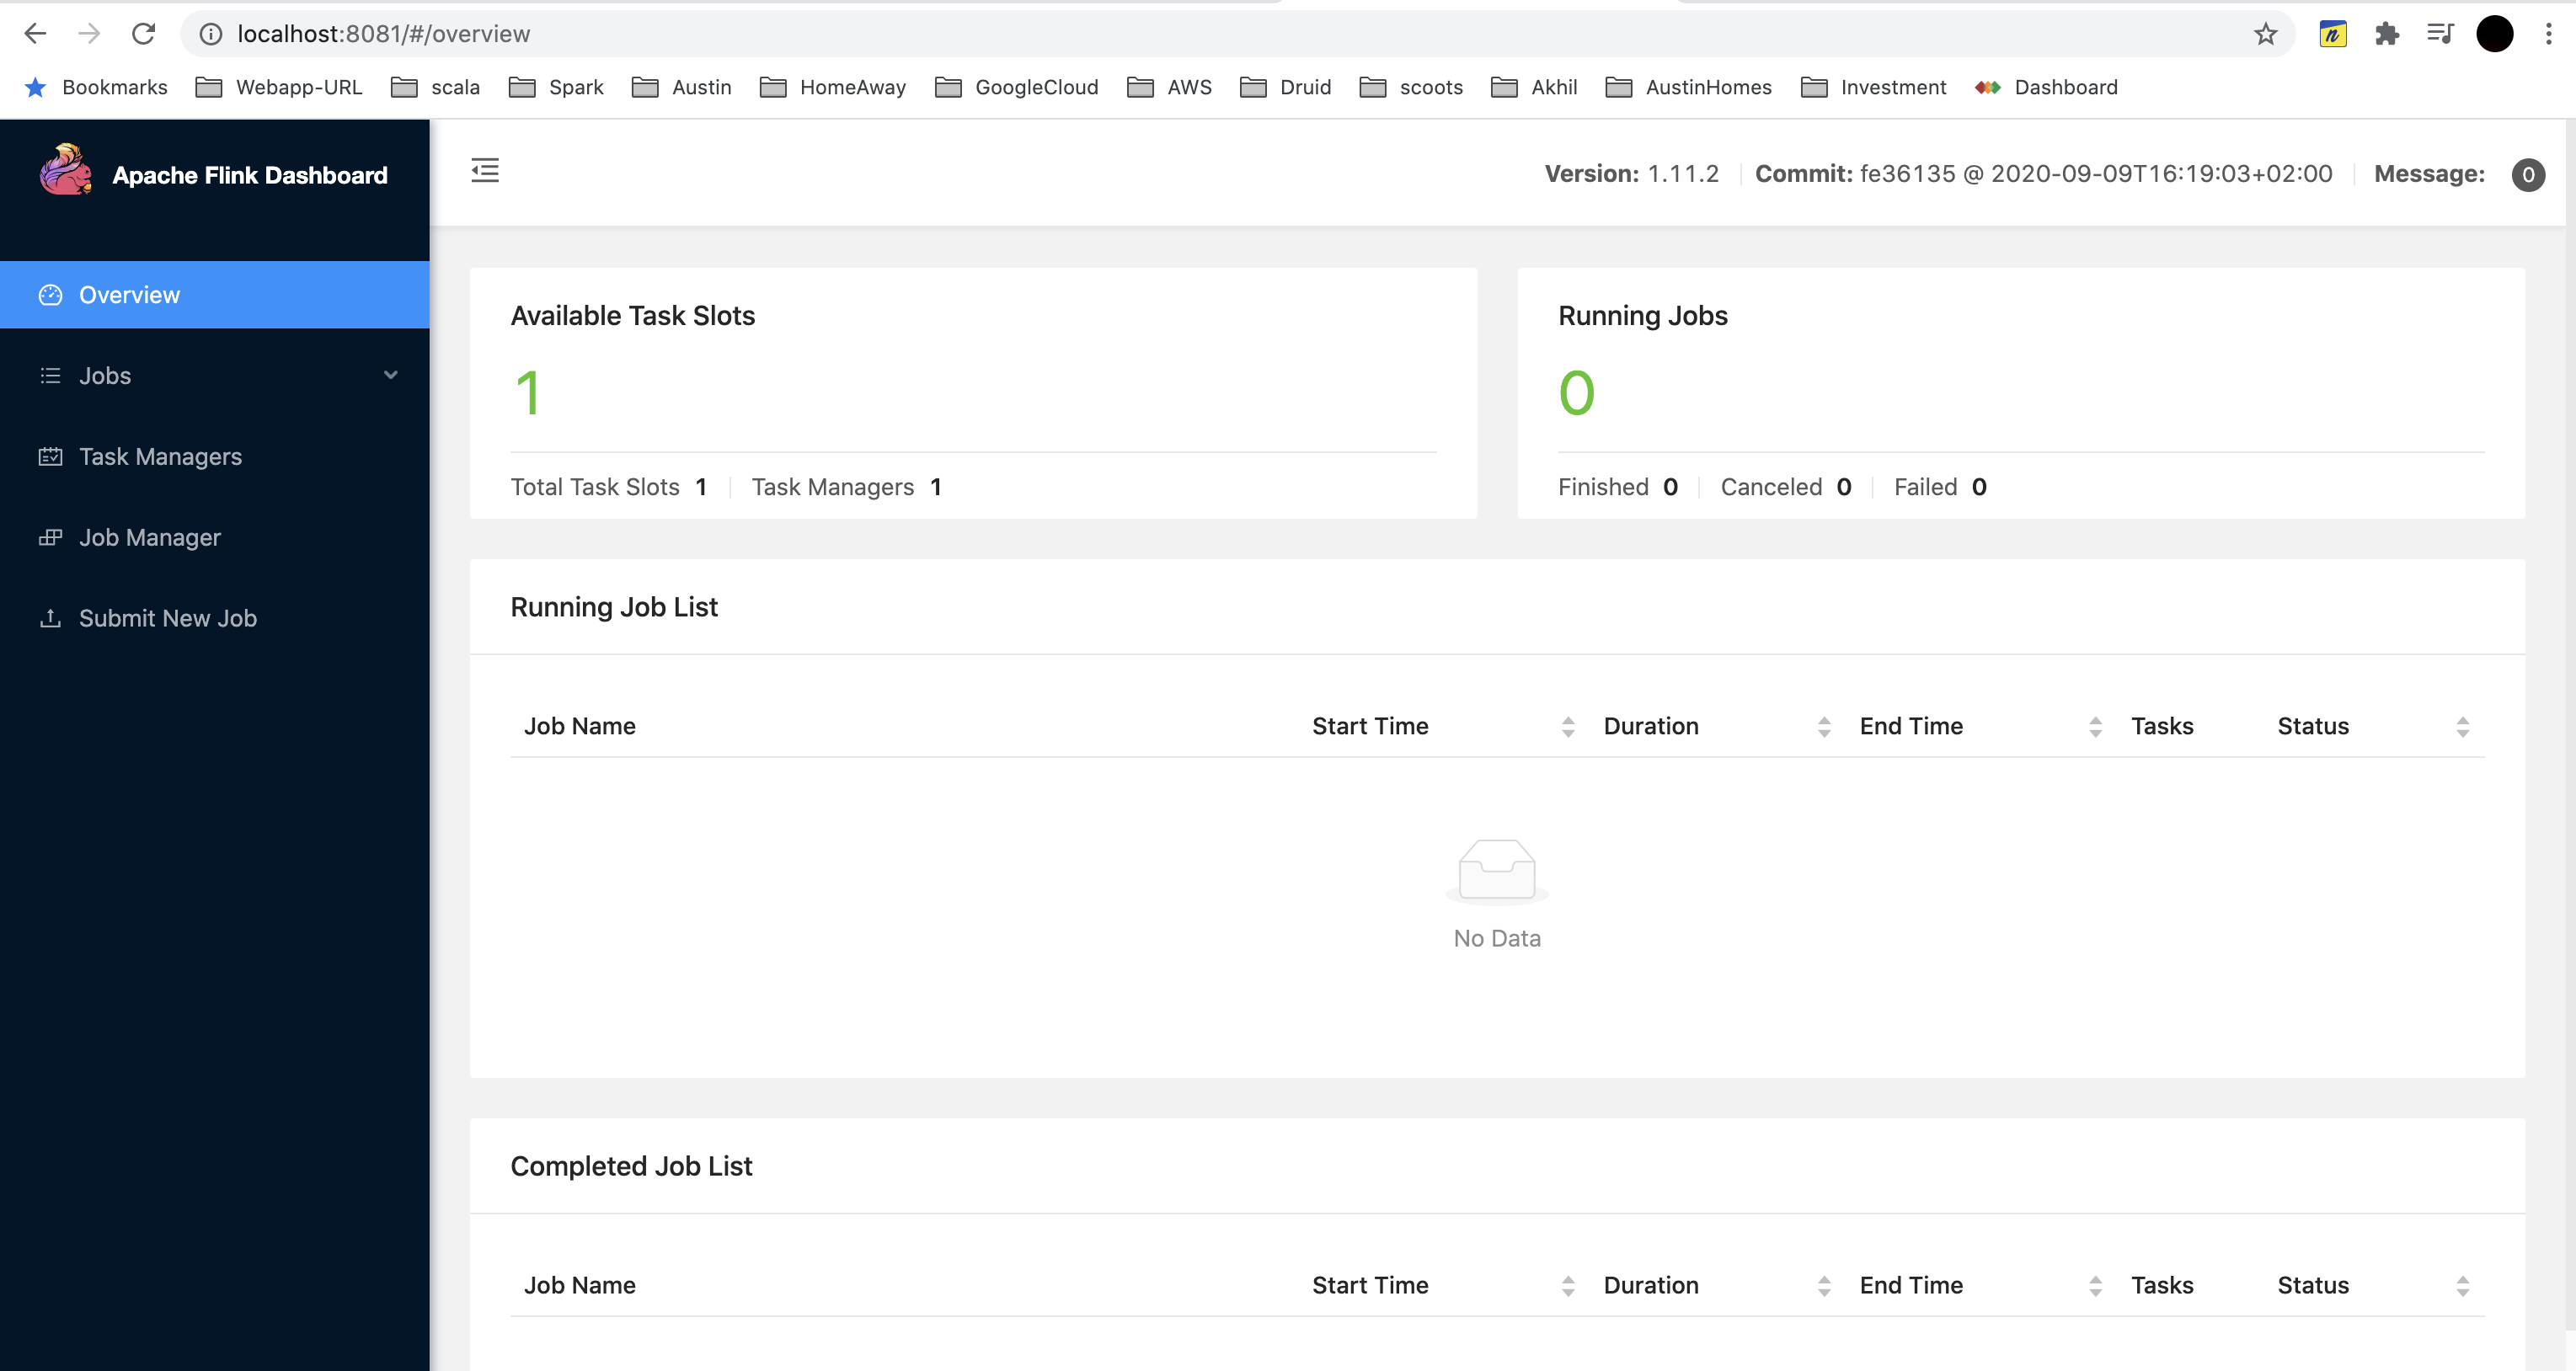 localhost:8081/#/overview
Bookmarks Webapp-URL scala Spark Austin HomeAway GoogleCloud AWS Druid scoots Akhil AustinHomes Investment Dashboard
Apache Flink Dashboard
Version: 1.11.2 Commit: fe36135 @ 2020-09-09T16:19:03+02:00 Message: 0
Overview
Jobs
Task Managers
Job Manager
Submit New Job
Available Task Slots
1
Total Task Slots 1 Task Managers 1
Running Jobs
0
Finished 0 Canceled 0 Failed 0
Running Job List
Job Name Start Time Duration End Time Tasks Status
No Data
Completed Job List
Job Name Start Time Duration End Time Tasks Status